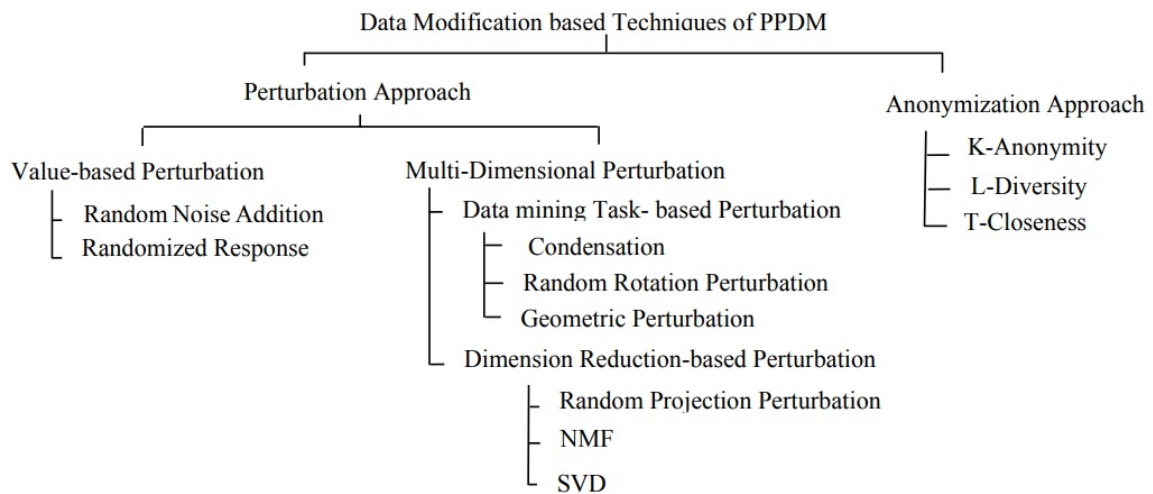 Data Modification based Techniques of PPDM
Perturbation Approach
Anonymization Approach
K-Anonymity
L-Diversity
T-Closeness
Value-based Perturbation
Random Noise Addition
Randomized Response
Multi-Dimensional Perturbation
Data mining Task- based Perturbation
Condensation
Random Rotation Perturbation
Geometric Perturbation
Dimension Reduction-based Perturbation
Random Projection Perturbation
NMF
SVD